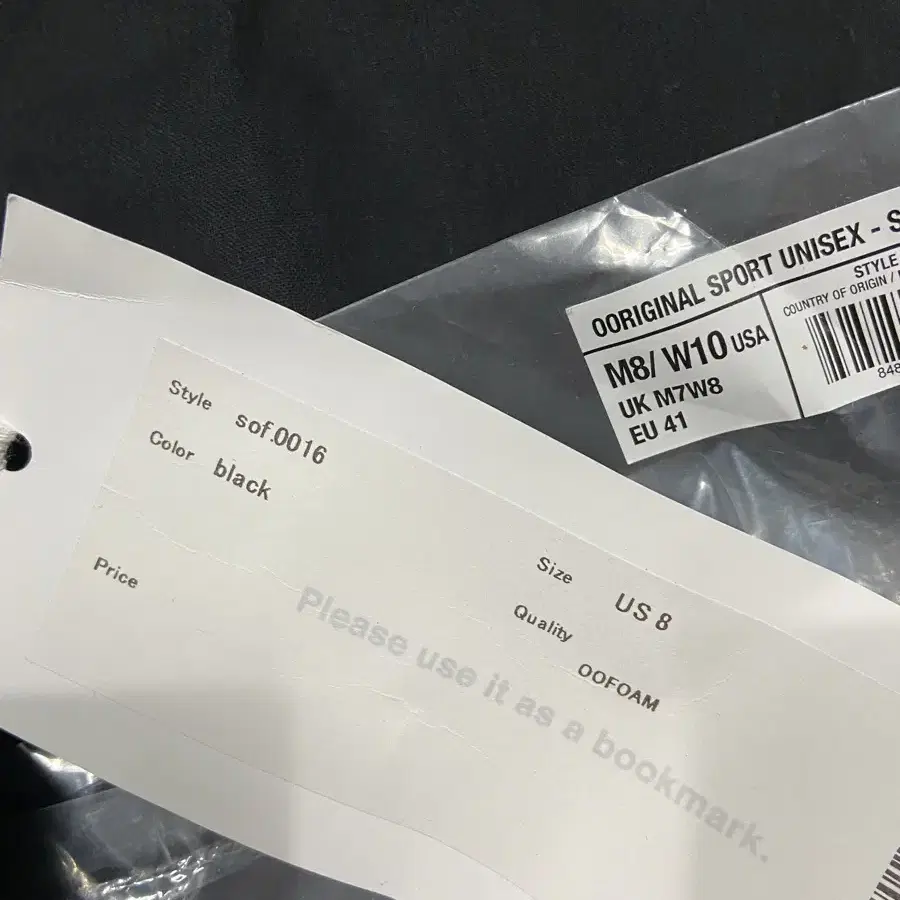 OORIGINAL SPORT UNISEX - S
STYLE
COUNTRY OF ORIGIN /
M8/ W10 USA
UK M7W8
EU 41
848
Style sof.0016
Color black
Price
Size US 8
Quality OOFOAM
Please use it as a bookmark.